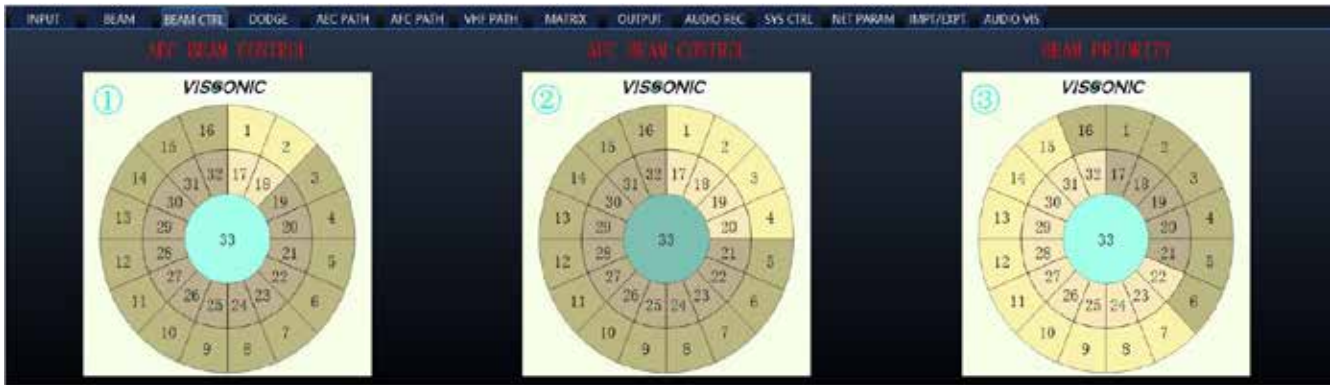 INPUT BEAM BEAM CTRL DODGE AEC PATH AFC PATH VHF PATH MATRIX OUTPUT AUDIO REC SYS CTRL NET PARAM IMPT/EXPT AUDIO VIS
AEC BEAM CONTROL
VISSONIC
①
1 2 3 4 5 6 7 8 9 10 11 12 13 14 15 16
17 18 19 20 21 22 23 24 25 26 27 28 29 30 31 32
33
AFC BEAM CONTROL
VISSONIC
②
1 2 3 4 5 6 7 8 9 10 11 12 13 14 15 16
17 18 19 20 21 22 23 24 25 26 27 28 29 30 31 32
33
BEAM PRIORITY
VISSONIC
③
1 2 3 4 5 6 7 8 9 10 11 12 13 14 15 16
17 18 19 20 21 22 23 24 25 26 27 28 29 30 31 32
33